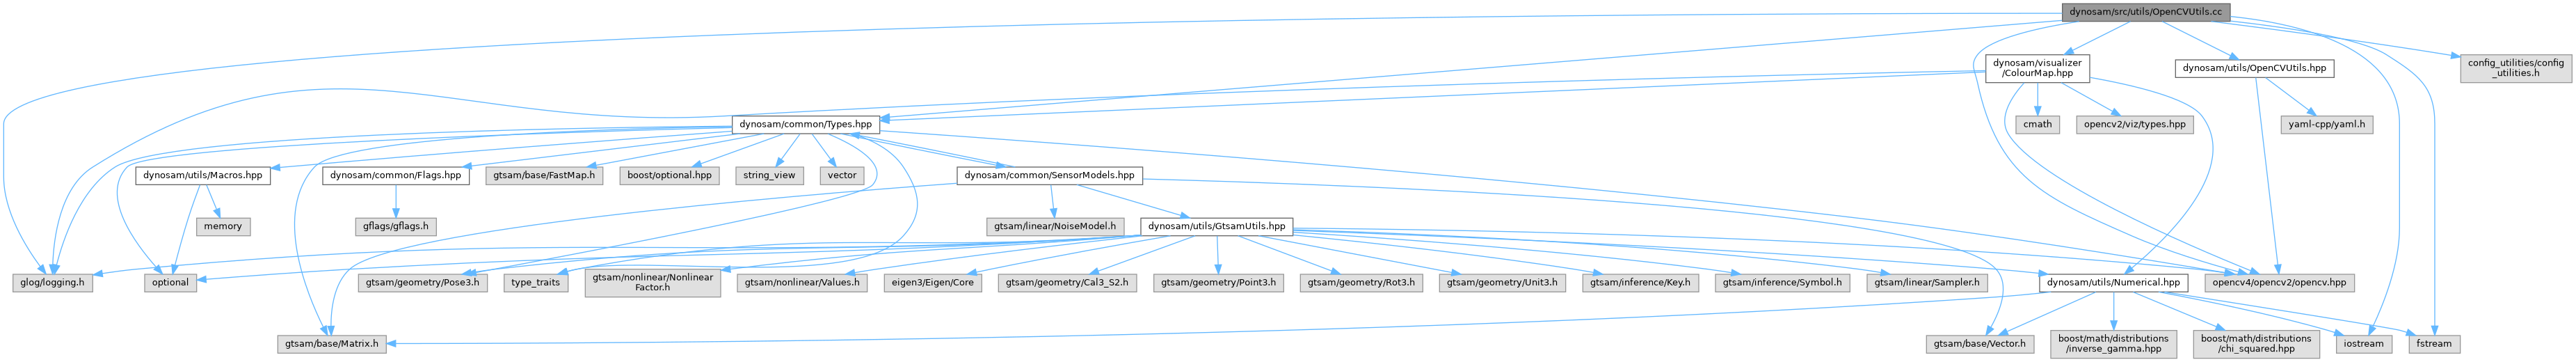 dynosam/src/utils/OpenCVUtils.cc
dynosam/visualizer
/ColourMap.hpp
dynosam/utils/OpenCVUtils.hpp
config_utilities/config
_utilities.h
dynosam/common/Types.hpp
cmath
opencv2/viz/types.hpp
yaml-cpp/yaml.h
dynosam/utils/Macros.hpp
dynosam/common/Flags.hpp
gtsam/base/FastMap.h
boost/optional.hpp
string_view
vector
dynosam/common/SensorModels.hpp
memory
gflags/gflags.h
gtsam/linear/NoiseModel.h
dynosam/utils/GtsamUtils.hpp
glog/logging.h
optional
gtsam/geometry/Pose3.h
type_traits
gtsam/nonlinear/Nonlinear
Factor.h
gtsam/nonlinear/Values.h
eigen3/Eigen/Core
gtsam/geometry/Cal3_S2.h
gtsam/geometry/Point3.h
gtsam/geometry/Rot3.h
gtsam/geometry/Unit3.h
gtsam/inference/Key.h
gtsam/inference/Symbol.h
gtsam/linear/Sampler.h
dynosam/utils/Numerical.hpp
opencv4/opencv2/opencv.hpp
gtsam/base/Matrix.h
gtsam/base/Vector.h
boost/math/distributions
/inverse_gamma.hpp
boost/math/distributions
/chi_squared.hpp
iostream
fstream